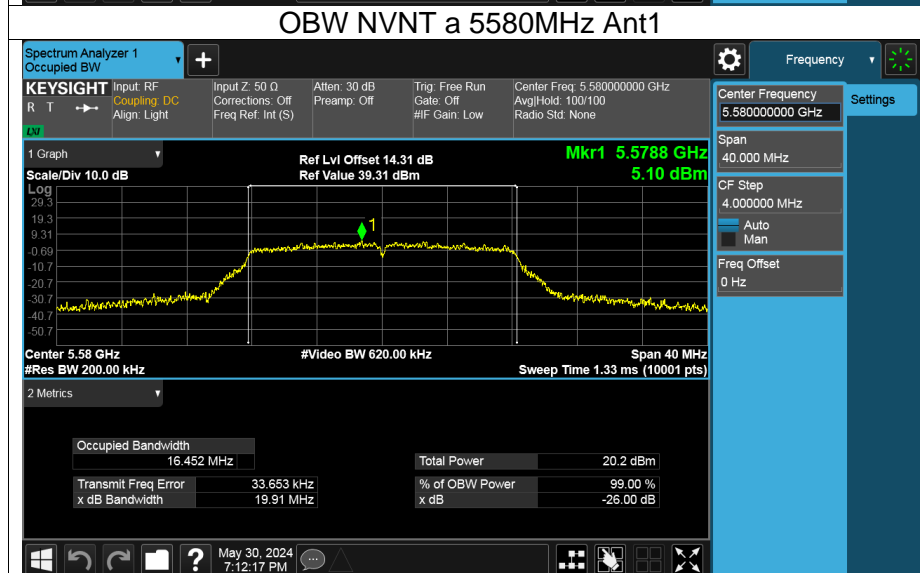 OBW NVNT a 5580MHz Ant1
Spectrum Analyzer 1
Occupied BW
+
Frequency
KEYSIGHT
R T
LXI
Input: RF
Coupling: DC
Align: Light
Input Z: 50 Ω
Corrections: Off
Freq Ref: Int (S)
Atten: 30 dB
Preamp: Off
Trig: Free Run
Gate: Off
#IF Gain: Low
Center Freq: 5.580000000 GHz
Avg|Hold: 100/100
Radio Std: None
Center Frequency
5.580000000 GHz
Settings
Span
40.000 MHz
CF Step
4.000000 MHz
Auto
Man
Freq Offset
0 Hz
1 Graph
Scale/Div 10.0 dB
Ref Lvl Offset 14.31 dB
Ref Value 39.31 dBm
Mkr1 5.5788 GHz
5.10 dBm
Log
29.3
19.3
9.31
-0.69
-10.7
-20.7
-30.7
-40.7
-50.7
1
Center 5.58 GHz
#Video BW 620.00 kHz
Span 40 MHz
#Res BW 200.00 kHz
Sweep Time 1.33 ms (10001 pts)
2 Metrics
Occupied Bandwidth
16.452 MHz
Total Power 20.2 dBm
Transmit Freq Error 33.653 kHz
% of OBW Power 99.00 %
x dB Bandwidth 19.91 MHz
x dB -26.00 dB
?
May 30, 2024
7:12:17 PM